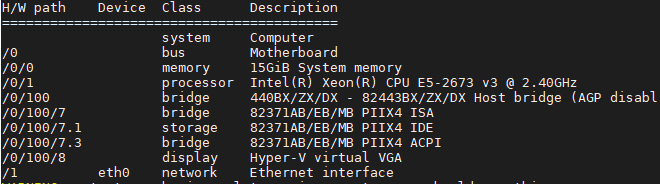 H/W path    Device  Class      Description
==========================================
                    system     Computer
/0                  bus        Motherboard
/0/0                memory     15GiB System memory
/0/1                processor  Intel(R) Xeon(R) CPU E5-2673 v3 @ 2.40GHz
/0/100              bridge     440BX/ZX/DX - 82443BX/ZX/DX Host bridge (AGP disabl
/0/100/7            bridge     82371AB/EB/MB PIIX4 ISA
/0/100/7.1          storage    82371AB/EB/MB PIIX4 IDE
/0/100/7.3          bridge     82371AB/EB/MB PIIX4 ACPI
/0/100/8            display    Hyper-V virtual VGA
/1          eth0    network    Ethernet interface